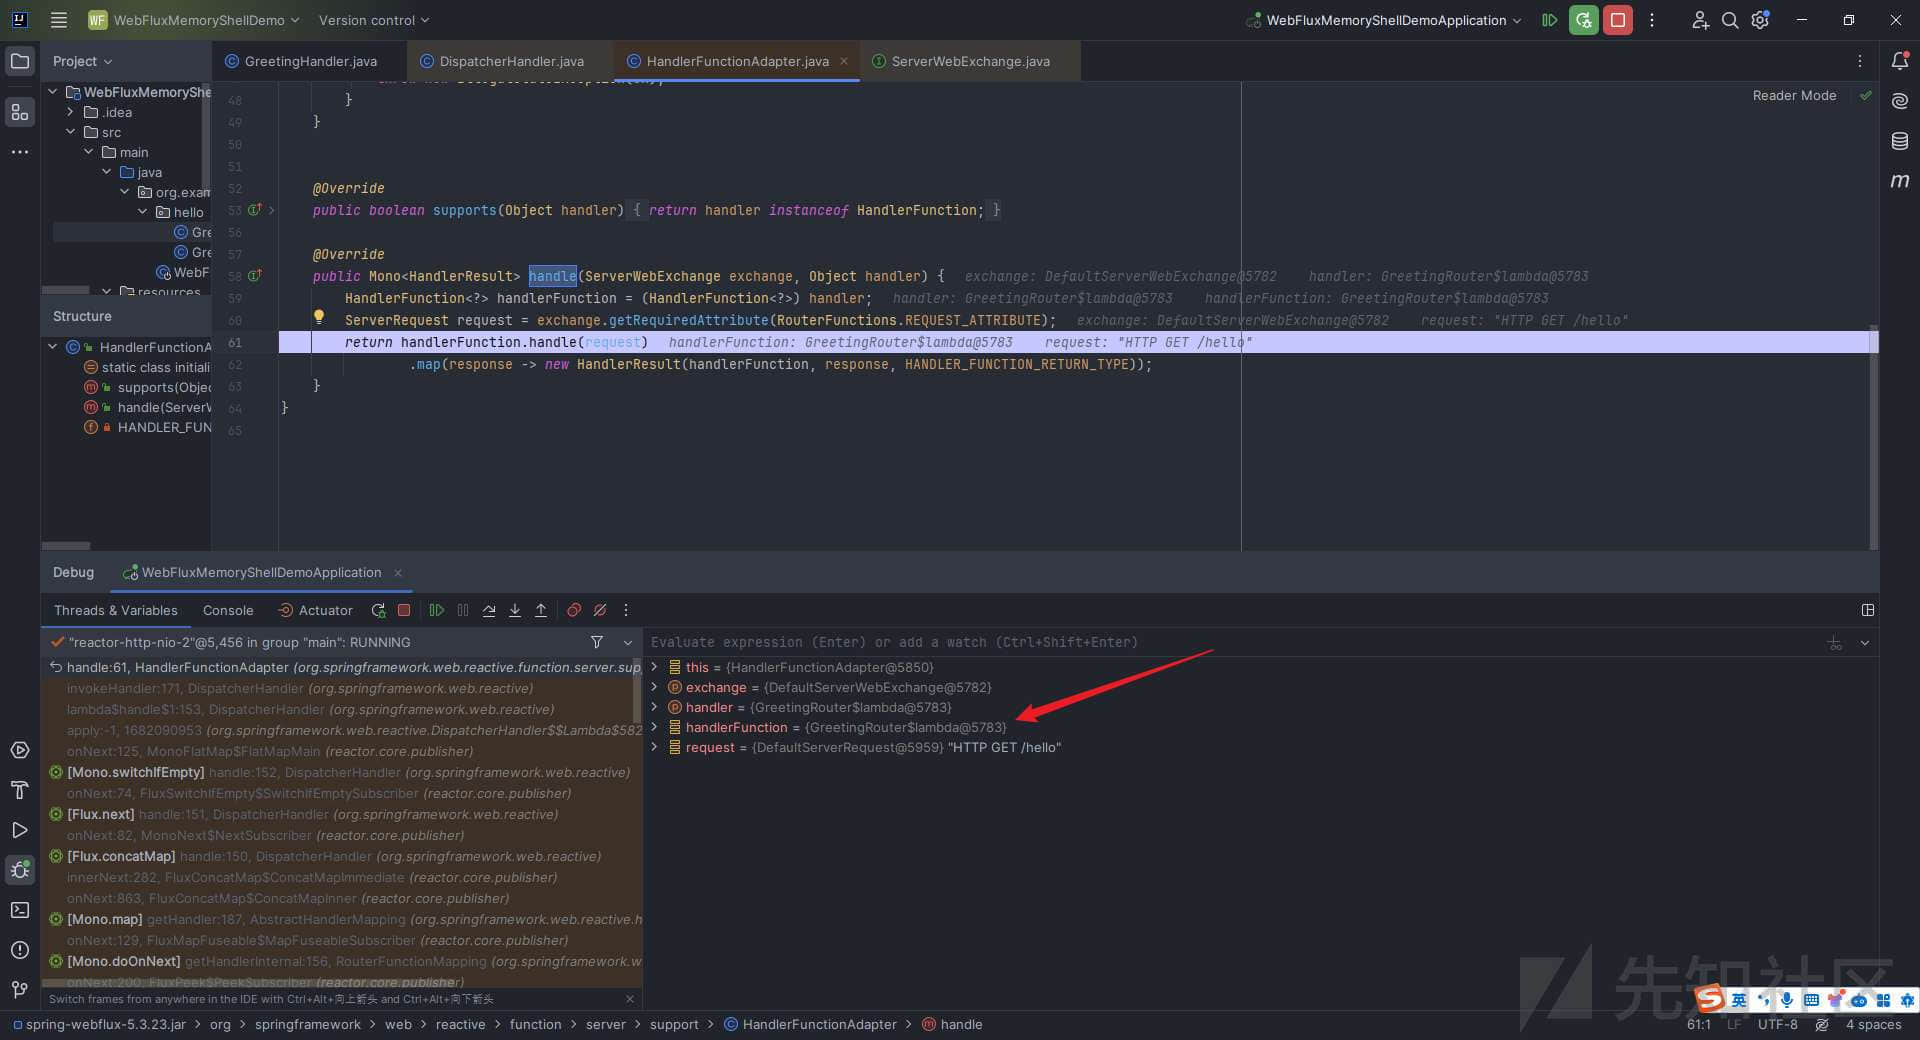 WF WebFluxMemoryShellDemo Version control WebFluxMemoryShellDemoApplication
Project GreetingHandler.java DispatcherHandler.java HandlerFunctionAdapter.java ServerWebExchange.java
WebFluxMemoryShe
.idea
src
main
java
org.exam
hello
Gre
Gre
WebF
resources
Structure
HandlerFunctionA
static class initiali
supports(Objec
handle(ServerW
HANDLER_FUN
Reader Mode
48 }
49 }
50
51
52 @Override
53 public boolean supports(Object handler) { return handler instanceof HandlerFunction; }
56
57 @Override
58 public Mono<HandlerResult> handle(ServerWebExchange exchange, Object handler) { exchange: DefaultServerWebExchange@5782 handler: GreetingRouter$lambda@5783
59 HandlerFunction<?> handlerFunction = (HandlerFunction<?>) handler; handler: GreetingRouter$lambda@5783 handlerFunction: GreetingRouter$lambda@5783
60 ServerRequest request = exchange.getRequiredAttribute(RouterFunctions.REQUEST_ATTRIBUTE); exchange: DefaultServerWebExchange@5782 request: "HTTP GET /hello"
61 return handlerFunction.handle(request) handlerFunction: GreetingRouter$lambda@5783 request: "HTTP GET /hello"
62 .map(response -> new HandlerResult(handlerFunction, response, HANDLER_FUNCTION_RETURN_TYPE));
63 }
64 }
65
Debug WebFluxMemoryShellDemoApplication
Threads & Variables Console Actuator
"reactor-http-nio-2"@5,456 in group "main": RUNNING
handle:61, HandlerFunctionAdapter (org.springframework.web.reactive.function.server.sup
invokeHandler:171, DispatcherHandler (org.springframework.web.reactive)
lambda$handle$1:153, DispatcherHandler (org.springframework.web.reactive)
apply:-1, 1682090953 (org.springframework.web.reactive.DispatcherHandler$$Lambda$582
onNext:125, MonoFlatMap$FlatMapMain (reactor.core.publisher)
[Mono.switchIfEmpty] handle:152, DispatcherHandler (org.springframework.web.reactive)
onNext:74, FluxSwitchIfEmpty$SwitchIfEmptySubscriber (reactor.core.publisher)
[Flux.next] handle:151, DispatcherHandler (org.springframework.web.reactive)
onNext:82, MonoNext$NextSubscriber (reactor.core.publisher)
[Flux.concatMap] handle:150, DispatcherHandler (org.springframework.web.reactive)
innerNext:282, FluxConcatMap$ConcatMapImmediate (reactor.core.publisher)
onNext:863, FluxConcatMap$ConcatMapInner (reactor.core.publisher)
[Mono.map] getHandler:187, AbstractHandlerMapping (org.springframework.web.reactive.h
onNext:129, FluxMapFuseable$MapFuseableSubscriber (reactor.core.publisher)
[Mono.doOnNext] getHandlerInternal:156, RouterFunctionMapping (org.springframework.w
onNext:200, FluxPeek$PeekSubscriber (reactor.core.publisher)
Switch frames from anywhere in the IDE with Ctrl+Alt+向上箭头 and Ctrl+Alt+向下箭头
Evaluate expression (Enter) or add a watch (Ctrl+Shift+Enter)
this = {HandlerFunctionAdapter@5850}
exchange = {DefaultServerWebExchange@5782}
handler = {GreetingRouter$lambda@5783}
handlerFunction = {GreetingRouter$lambda@5783}
request = {DefaultServerRequest@5959} "HTTP GET /hello"
先知社区
英
spring-webflux-5.3.23.jar > org > springframework > web > reactive > function > server > support > HandlerFunctionAdapter > handle
61:1 LF UTF-8 4 spaces